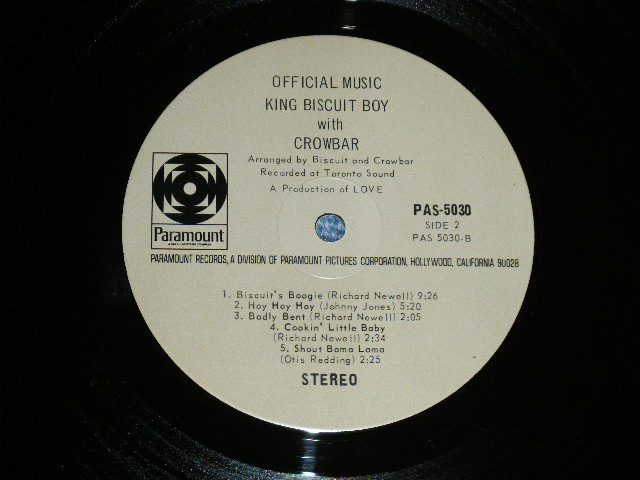 OFFICIAL MUSIC
KING BISCUIT BOY
with
CROWBAR
Arranged by Biscuit and Crowbar
Recorded at Toronto Sound
A Production of LOVE
Paramount
PAS-5030
SIDE 2
PAS 5030-B
PARAMOUNT RECORDS, A DIVISION OF PARAMOUNT PICTURES CORPORATION, HOLLYWOOD, CALIFORNIA 90028
1. Biscuit's Boogie (Richard Newell) 9:26
2. Hoy Hoy Hoy (Johnny Jones) 5:20
3. Badly Bent (Richard Newell) 2:05
4. Cookin' Little Baby
(Richard Newell) 2:34
5. Shout Bama Lama
(Otis Redding) 2:25
STEREO